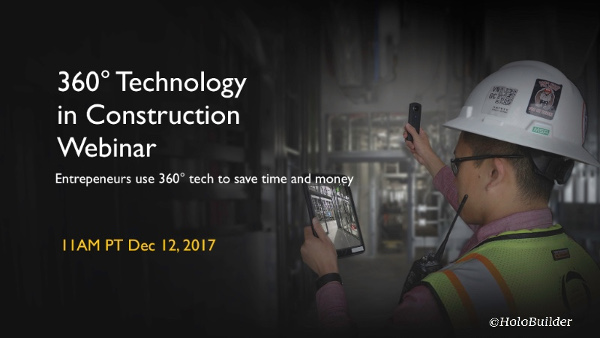 360° Technology
in Construction
Webinar
Entrepeneurs use 360° tech to save time and money
11AM PT Dec 12, 2017
©HoloBuilder